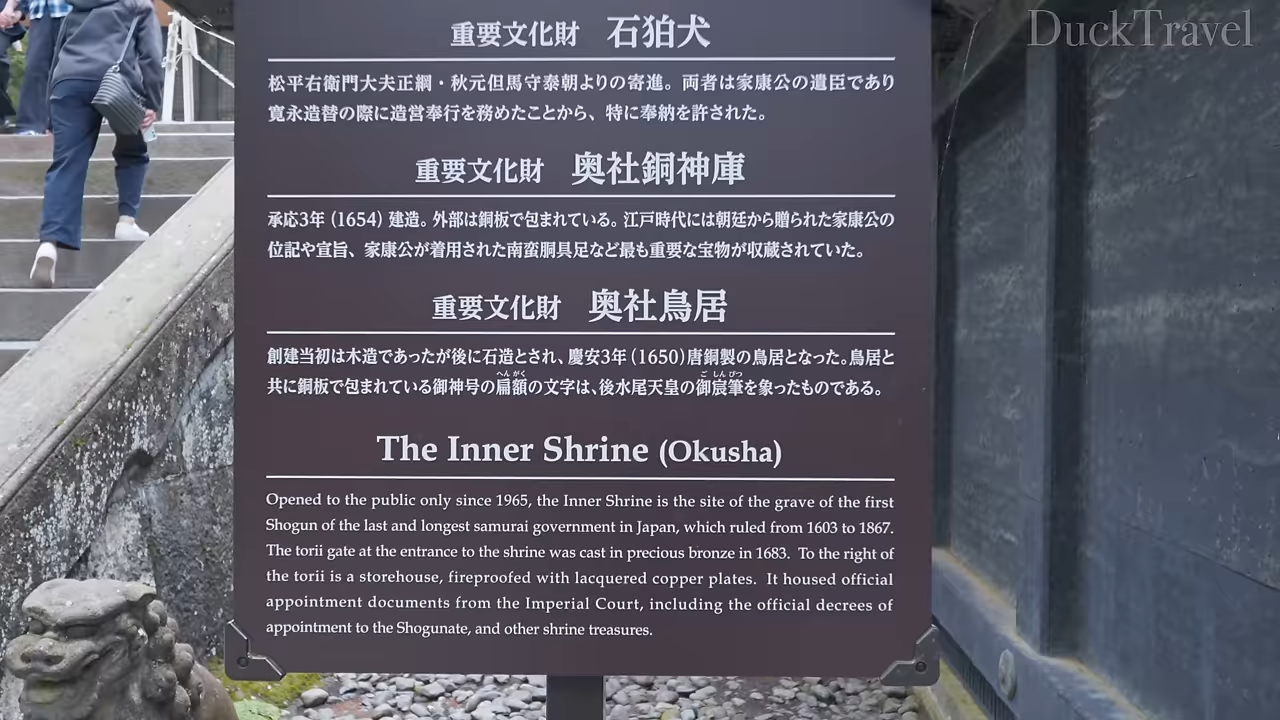 DuckTravel
重要文化財 石狛犬
松平右衛門大夫正綱・秋元但馬守泰朝よりの寄進。両者は家康公の遺臣であり
寛永造替の際に造営奉行を務めたことから、特に奉納を許された。
重要文化財 奥社銅神庫
承応3年(1654)建造。外部は銅板で包まれている。江戸時代には朝廷から贈られた家康公の
位記や宣旨、家康公が着用された南蛮胴具足など最も重要な宝物が収蔵されていた。
重要文化財 奥社鳥居
創建当初は木造であったが後に石造とされ、慶安3年(1650)唐銅製の鳥居となった。鳥居と
へんがく ご しんぴつ
共に銅板で包まれている御神号の扁額の文字は、後水尾天皇の御宸筆を象ったものである。
The Inner Shrine (Okusha)
Opened to the public only since 1965, the Inner Shrine is the site of the grave of the first
Shogun of the last and longest samurai government in Japan, which ruled from 1603 to 1867.
The torii gate at the entrance to the shrine was cast in precious bronze in 1683. To the right of
the torii is a storehouse, fireproofed with lacquered copper plates. It housed official
appointment documents from the Imperial Court, including the official decrees of
appointment to the Shogunate, and other shrine treasures.